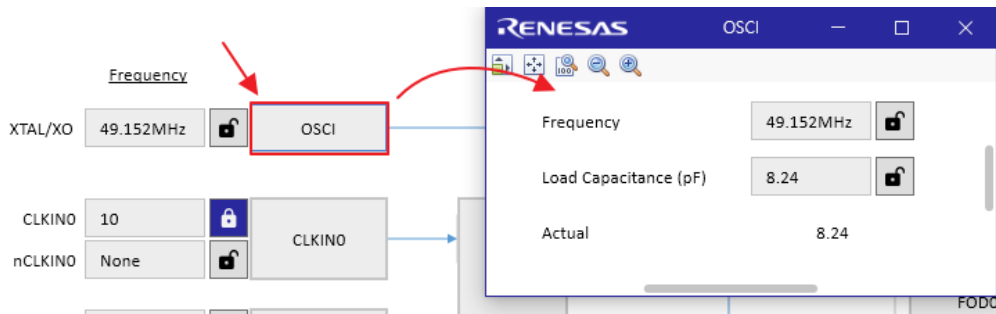 RENESAS OSCI
Frequency
XTAL/XO 49.152MHz OSCI
Frequency 49.152MHz
Load Capacitance (pF) 8.24
Actual 8.24
CLKIN0 10
CLKIN0
nCLKIN0 None
FOD0